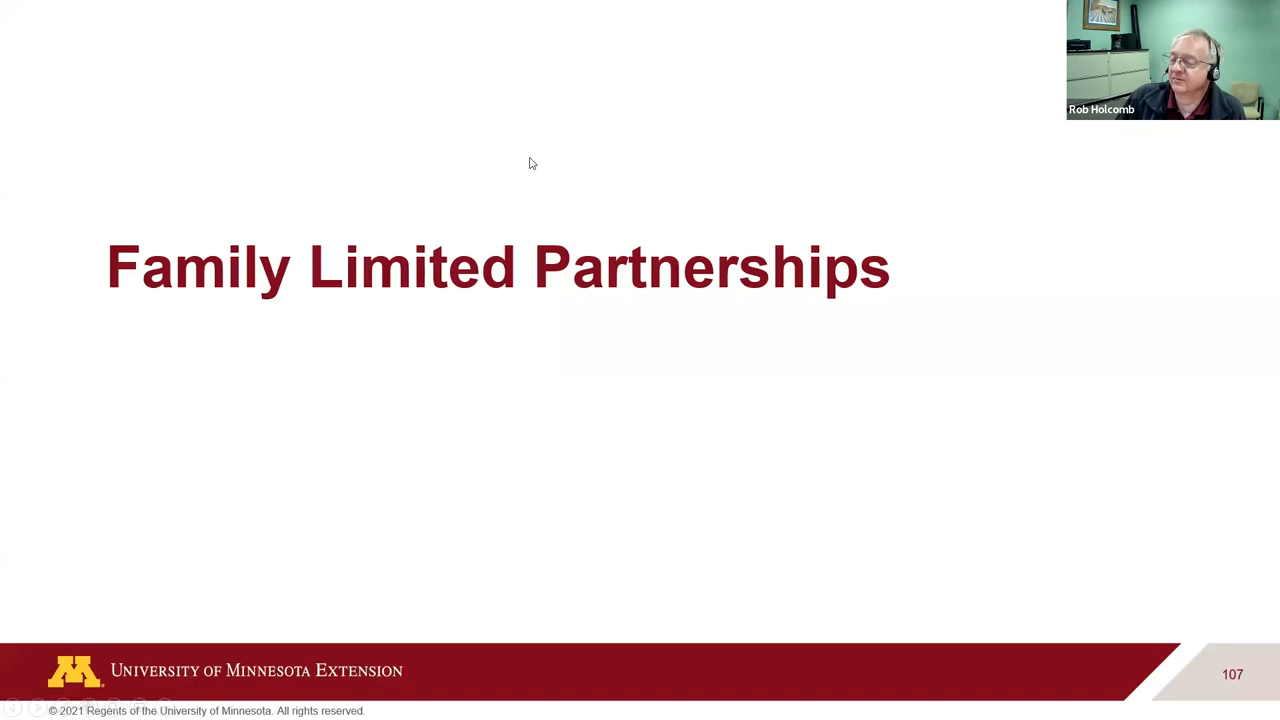 Rob Holcomb
Family Limited Partnerships
UNIVERSITY OF MINNESOTA EXTENSION
107
© 2021 Regents of the University of Minnesota. All rights reserved.